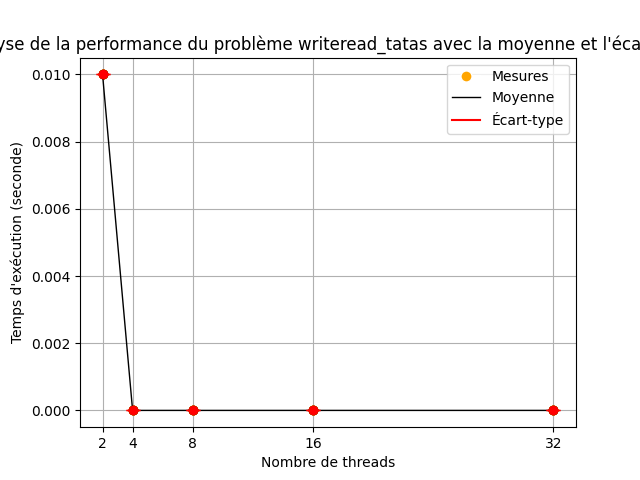 yse de la performance du problème writeread_tatas avec la moyenne et l'éca
Mesures
Moyenne
Écart-type
0.010
0.008
0.006
0.004
0.002
0.000
Temps d'exécution (seconde)
2 4 8 16 32
Nombre de threads